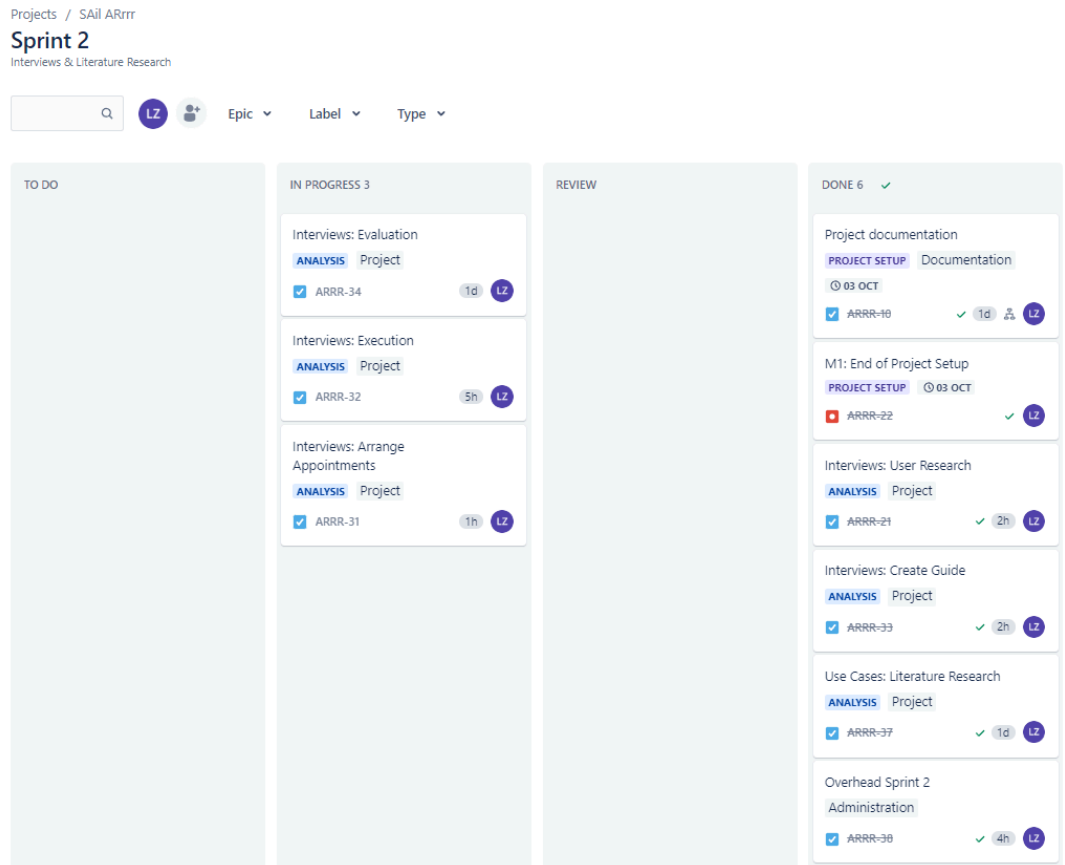 Projects / SAil ARrrr
Sprint 2
Interviews & Literature Research
LZ
Epic
Label
Type
TO DO
IN PROGRESS 3
Interviews: Evaluation
ANALYSIS Project
ARRR-34 1d LZ
Interviews: Execution
ANALYSIS Project
ARRR-32 5h LZ
Interviews: Arrange
Appointments
ANALYSIS Project
ARRR-31 1h LZ
REVIEW
DONE 6
Project documentation
PROJECT SETUP Documentation
03 OCT
ARRR-10 1d LZ
M1: End of Project Setup
PROJECT SETUP 03 OCT
ARRR-22 LZ
Interviews: User Research
ANALYSIS Project
ARRR-21 2h LZ
Interviews: Create Guide
ANALYSIS Project
ARRR-33 2h LZ
Use Cases: Literature Research
ANALYSIS Project
ARRR-37 1d LZ
Overhead Sprint 2
Administration
4h LZ